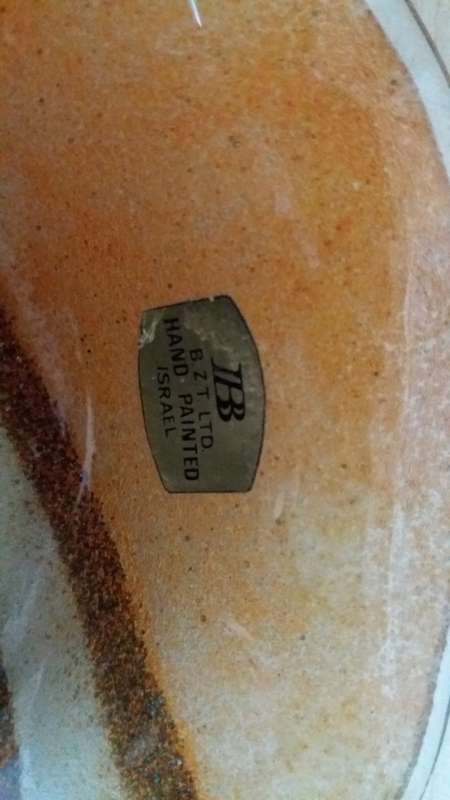 BB
B Z T LTD.
HAND PAINTED
ISRAEL